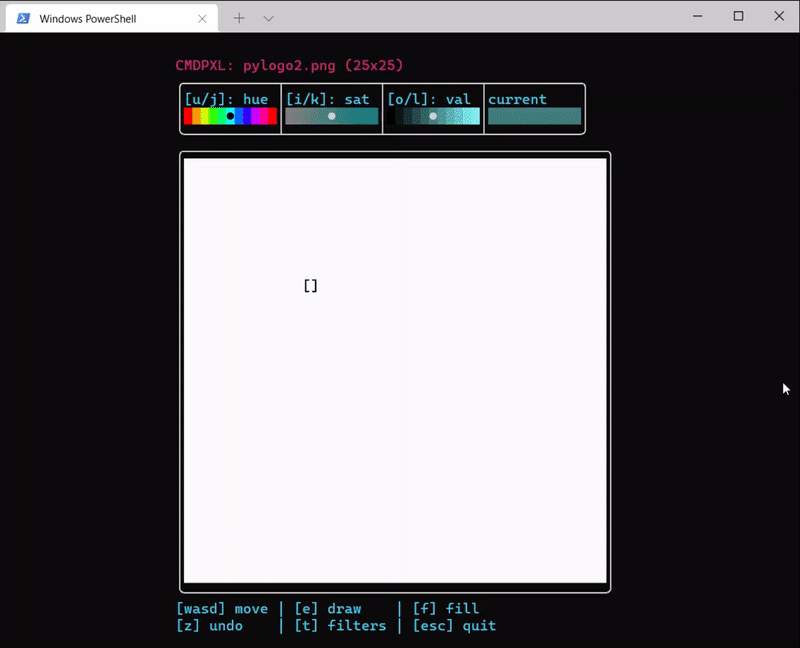 Windows PowerShell
CMDPXL: pylogo2.png (25x25)
[u/j]: hue [i/k]: sat [o/l]: val current
[]
[wasd] move | [e] draw | [f] fill
[z] undo | [t] filters | [esc] quit